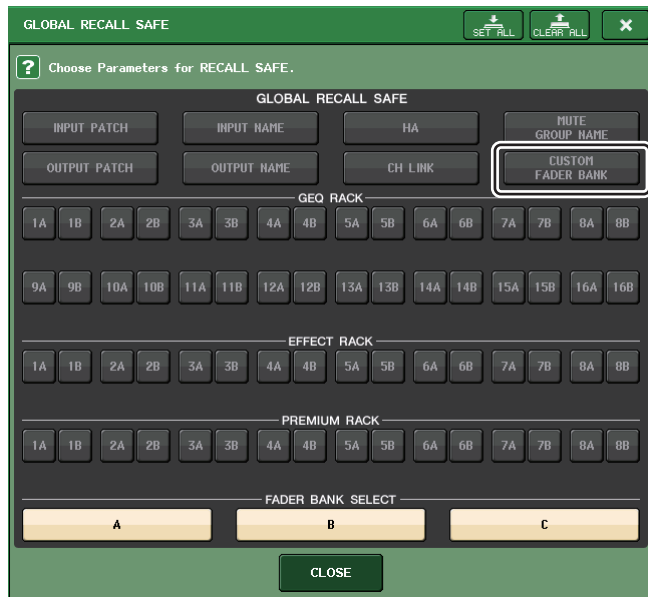 GLOBAL RECALL SAFE
SET ALL
CLEAR ALL
×
? Choose Parameters for RECALL SAFE.
GLOBAL RECALL SAFE
INPUT PATCH INPUT NAME HA MUTE GROUP NAME
OUTPUT PATCH OUTPUT NAME CH LINK CUSTOM FADER BANK
GEQ RACK
1A 1B 2A 2B 3A 3B 4A 4B 5A 5B 6A 6B 7A 7B 8A 8B
9A 9B 10A 10B 11A 11B 12A 12B 13A 13B 14A 14B 15A 15B 16A 16B
EFFECT RACK
1A 1B 2A 2B 3A 3B 4A 4B 5A 5B 6A 6B 7A 7B 8A 8B
PREMIUM RACK
1A 1B 2A 2B 3A 3B 4A 4B 5A 5B 6A 6B 7A 7B 8A 8B
FADER BANK SELECT
A B C
CLOSE